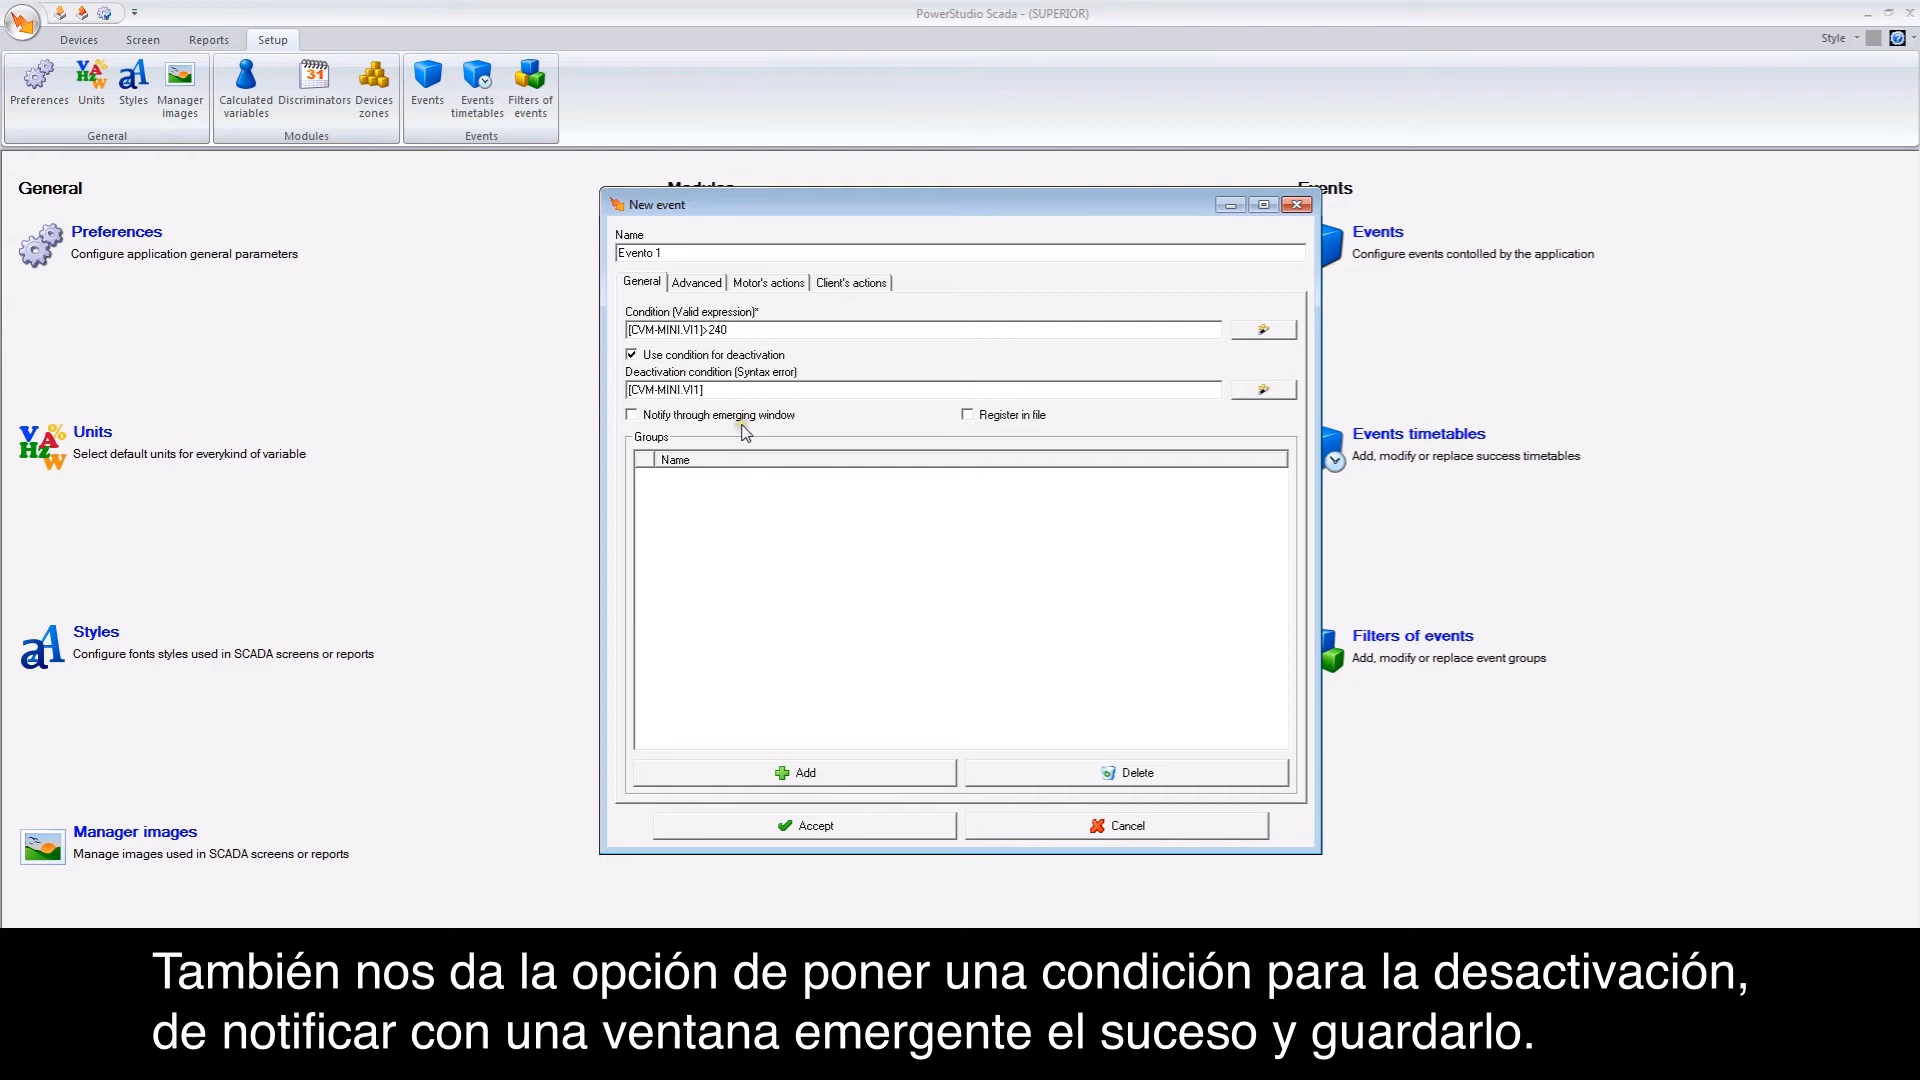 PowerStudio Scada - (SUPERIOR)
Devices Screen Reports Setup
Style
Preferences Units Styles Manager images
Calculated variables Discriminators Devices zones
Events Events timetables Filters of events
General Modules Events
General
Preferences
Configure application general parameters
Units
Select default units for everykind of variable
Styles
Configure fonts styles used in SCADA screens or reports
Manager images
Manage images used in SCADA screens or reports
New event
Name
Evento 1
General Advanced Motor's actions Client's actions
Condition (Valid expression)*
[CVM-MINI.VI1]>240
Use condition for deactivation
Deactivation condition (Syntax error)
[CVM-MINI.VI1]
Notify through emerging window Register in file
Groups
Name
Add Delete
Accept Cancel
Events
Configure events contolled by the application
Events timetables
Add, modify or replace success timetables
Filters of events
Add, modify or replace event groups
También nos da la opción de poner una condición para la desactivación,
de notificar con una ventana emergente el suceso y guardarlo.